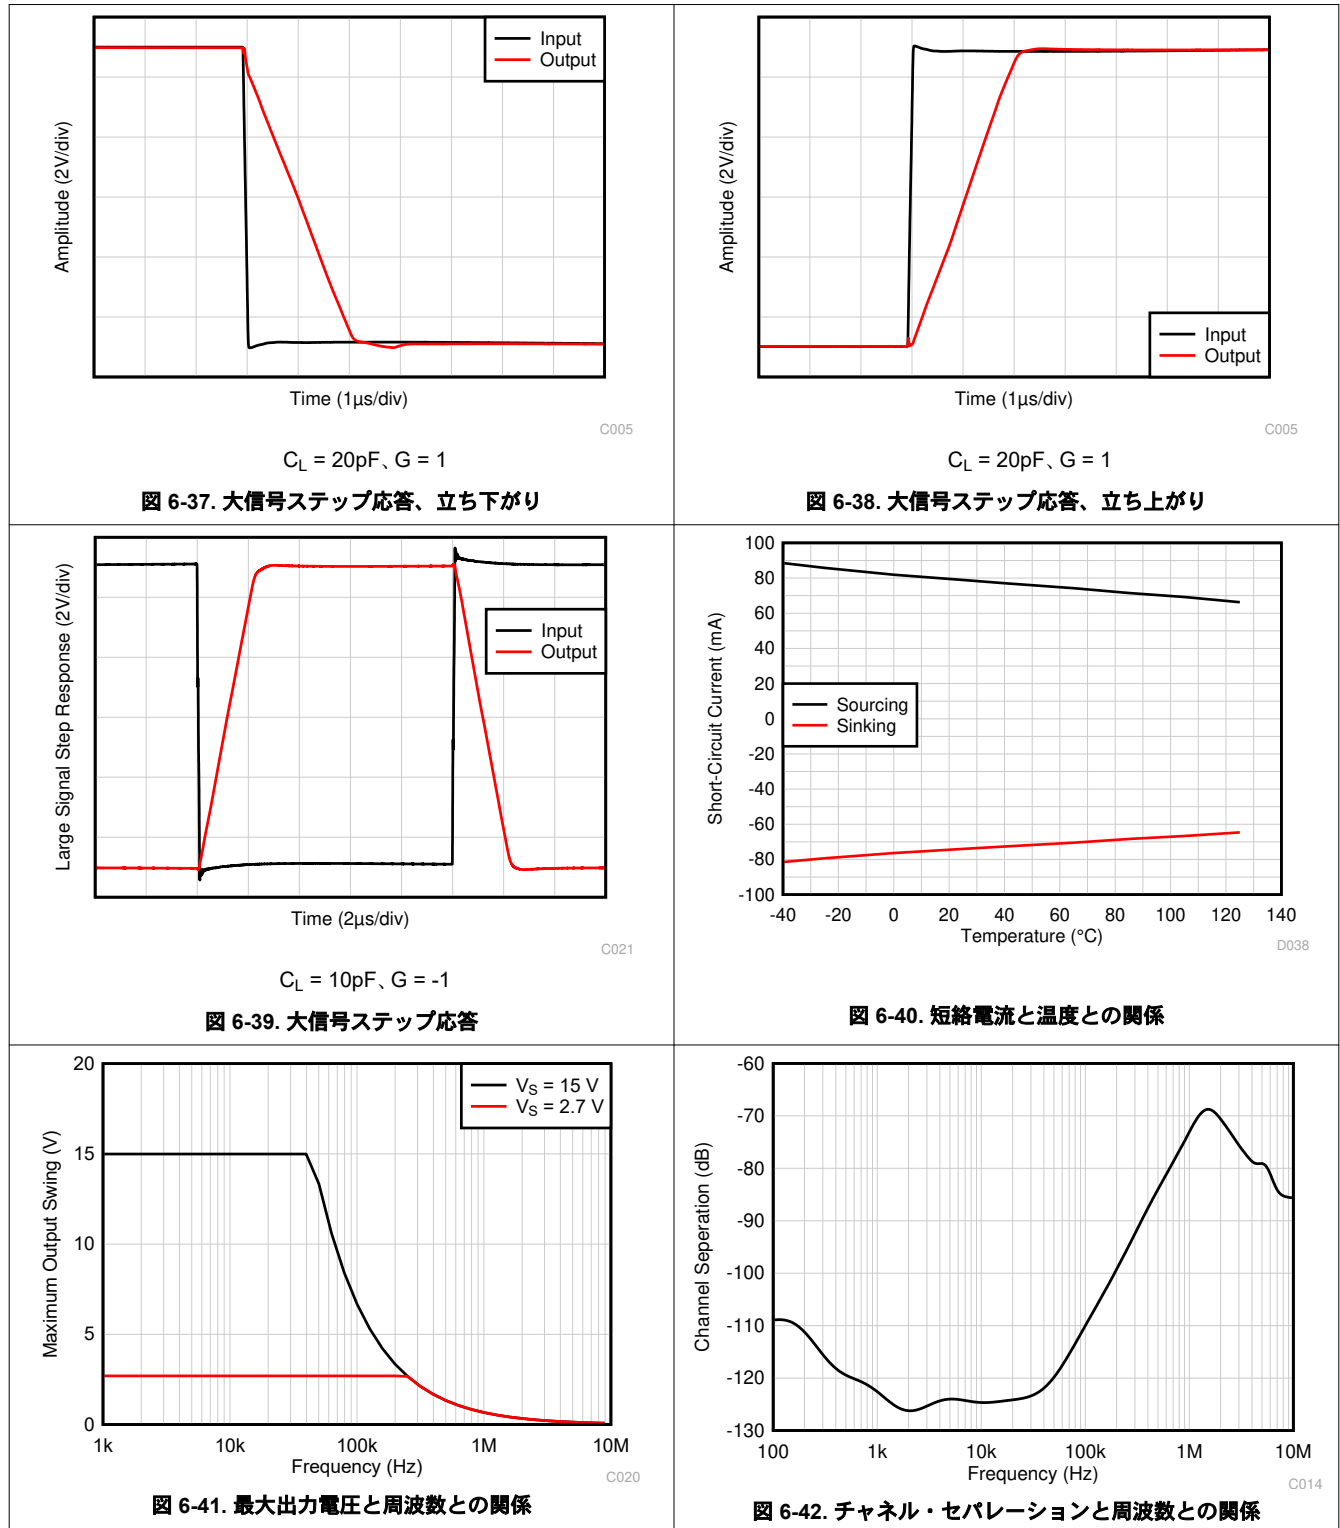 Input
Output
Amplitude (2V/div)
Time (1µs/div)
C005
CL = 20pF、G = 1
図 6-37. 大信号ステップ応答、立ち下がり
Input
Output
Amplitude (2V/div)
Time (1µs/div)
C005
CL = 20pF、G = 1
図 6-38. 大信号ステップ応答、立ち上がり
Input
Output
Large Signal Step Response (2V/div)
Time (2µs/div)
C021
CL = 10pF、G = -1
図 6-39. 大信号ステップ応答
100
80
60
40
20
0
-20
-40
-60
-80
-100
Sourcing
Sinking
Short-Circuit Current (mA)
-40 -20 0 20 40 60 80 100 120 140
Temperature (°C)
D038
図 6-40. 短絡電流と温度との関係
20
15
10
5
0
VS = 15 V
VS = 2.7 V
Maximum Output Swing (V)
1k 10k 100k 1M 10M
Frequency (Hz)
C020
図 6-41. 最大出力電圧と周波数との関係
-60
-70
-80
-90
-100
-110
-120
-130
Channel Seperation (dB)
100 1k 10k 100k 1M 10M
Frequency (Hz)
C014
図 6-42. チャネル・セパレーションと周波数との関係